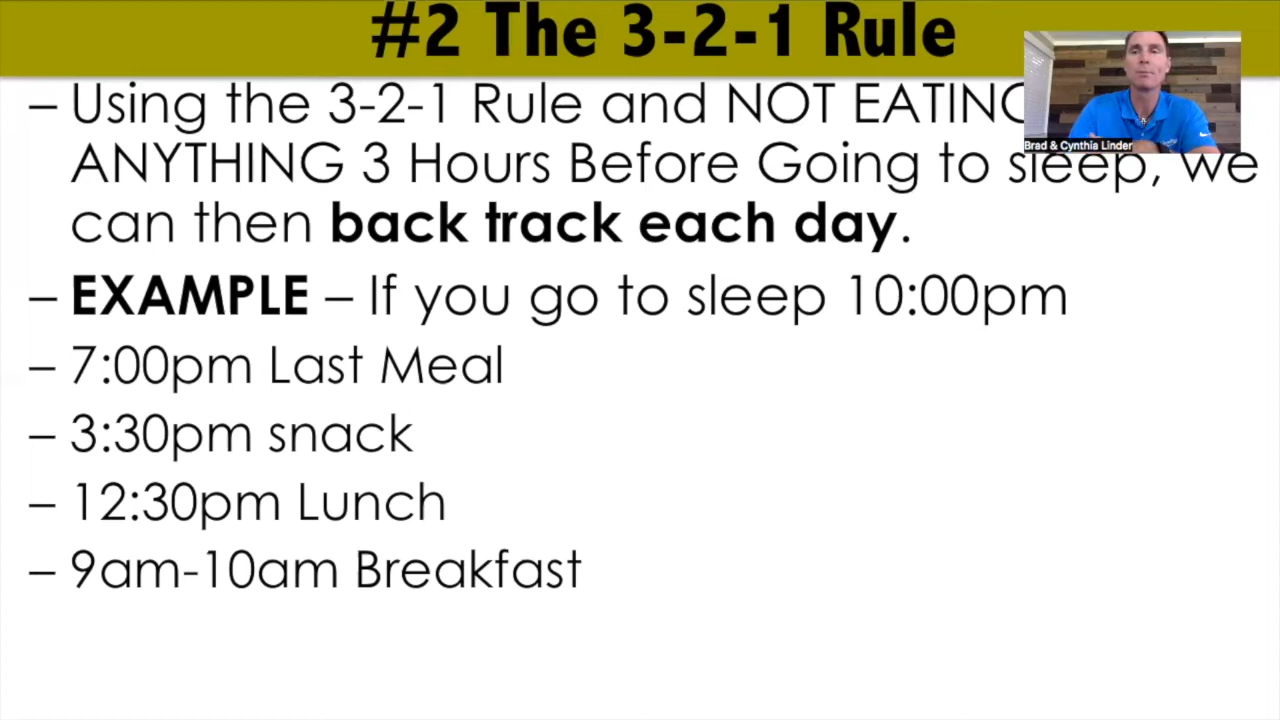 #2 The 3-2-1 Rule
– Using the 3-2-1 Rule and NOT EATING
ANYTHING 3 Hours Before Going to sleep, we
can then back track each day.
– EXAMPLE – If you go to sleep 10:00pm
– 7:00pm Last Meal
– 3:30pm snack
– 12:30pm Lunch
– 9am-10am Breakfast
Brad & Cynthia Linder